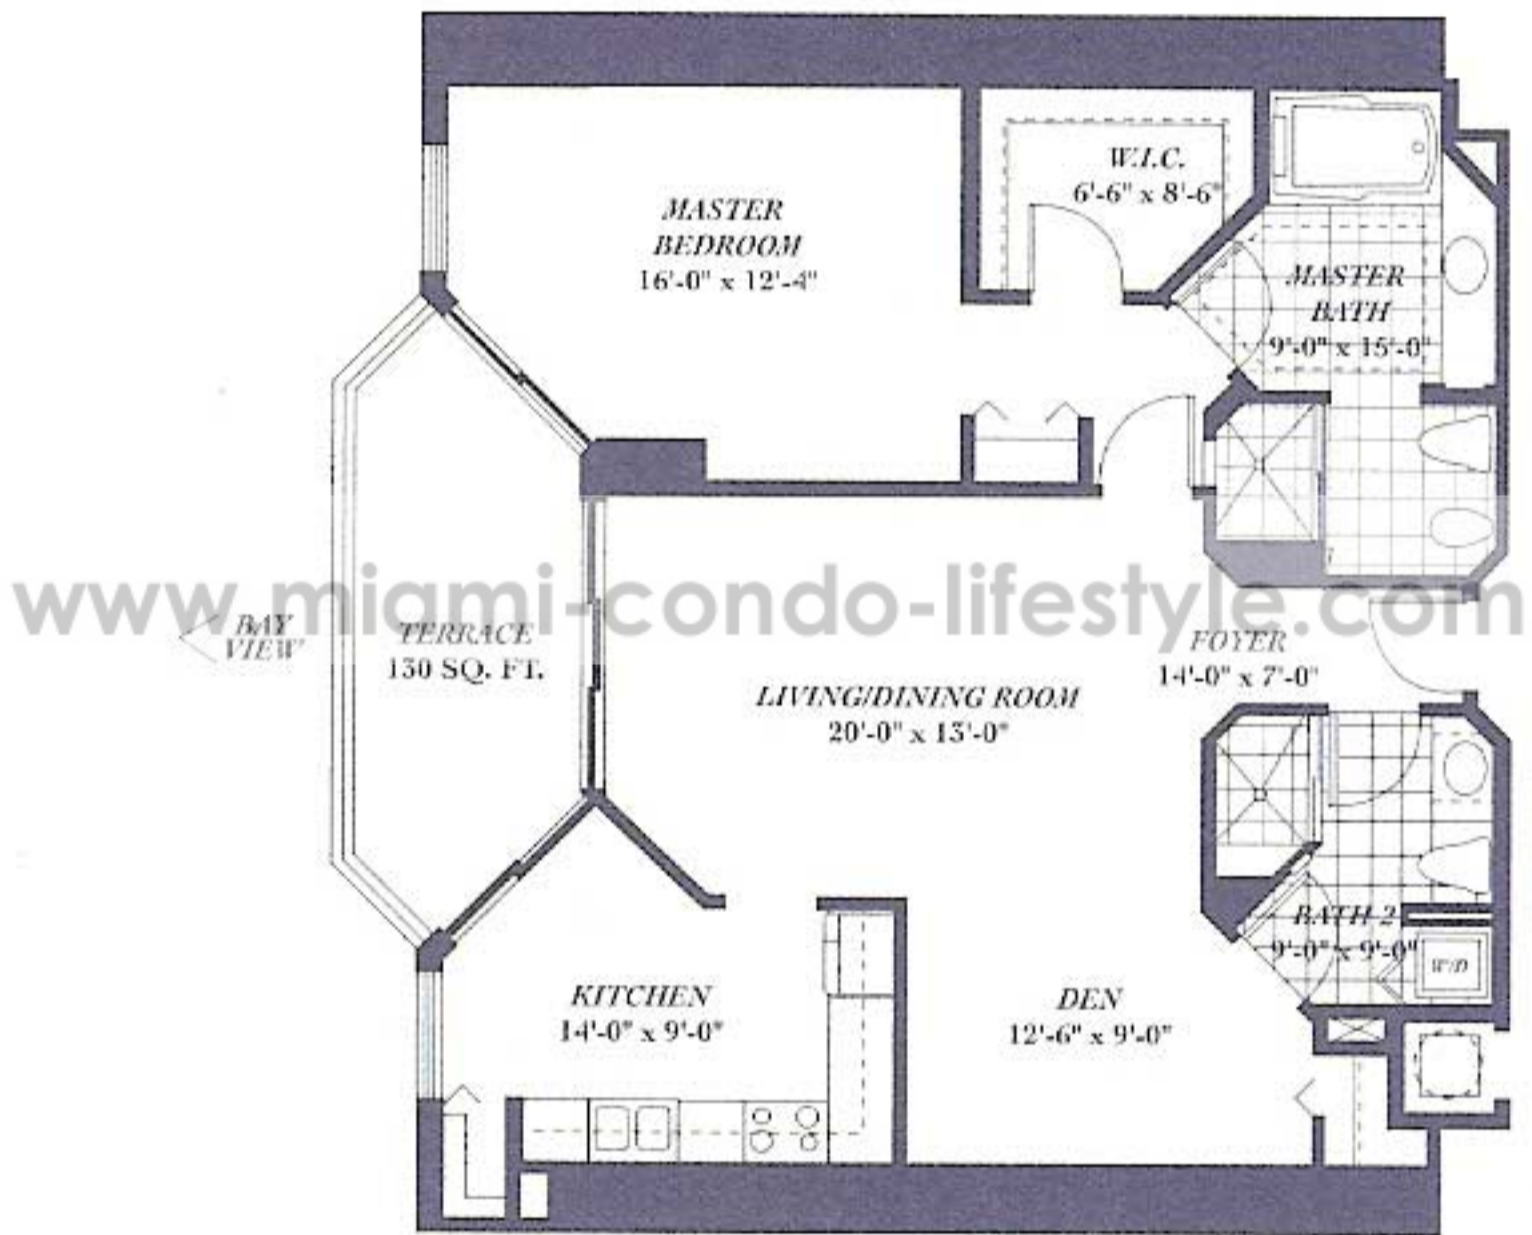 W.I.C.
6'-6" x 8'-6"
MASTER
BEDROOM
16'-0" x 12'-4"
MASTER
BATH
9'-0" x 15'-0"
www.miami-condo-lifestyle.com
BAY
VIEW
TERRACE
130 SQ. FT.
FOYER
14'-0" x 7'-0"
LIVING/DINING ROOM
20'-0" x 13'-0"
BATH 2
9'-0" x 9'-0"
W/D
KITCHEN
14'-0" x 9'-0"
DEN
12'-6" x 9'-0"